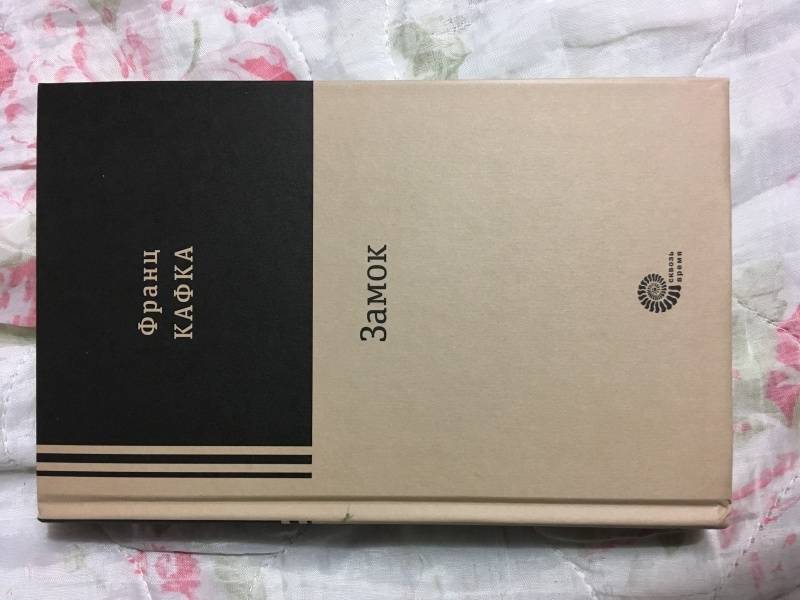 Франц
КАФКА
Замок
сквозь
время